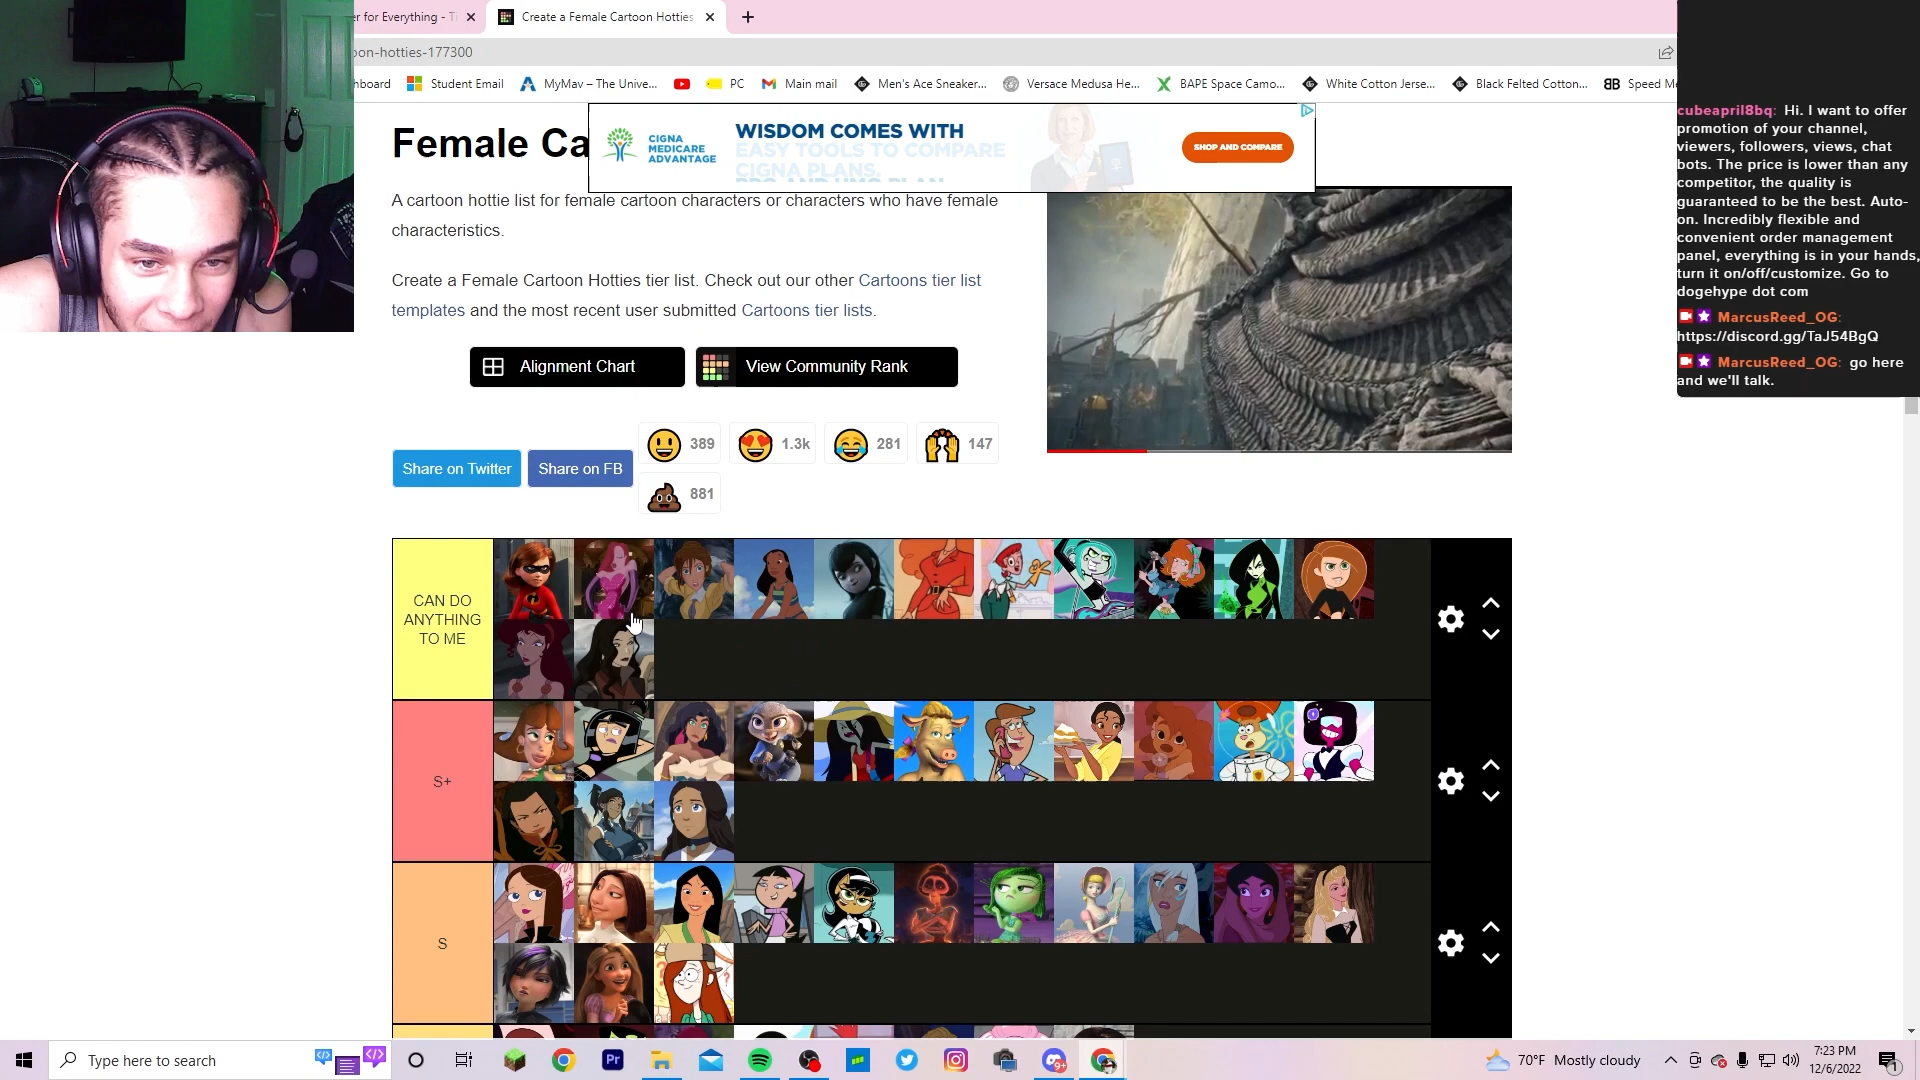 er for Everything - Ti
Create a Female Cartoon Hotties
oon-hotties-177300
hboard
Student Email
MyMav – The Unive...
PC
Main mail
Men's Ace Sneaker...
Versace Medusa He...
BAPE Space Camo...
White Cotton Jerse...
Black Felted Cotton...
BB
Speed Me
Female Ca
CIGNA
MEDICARE
ADVANTAGE
WISDOM COMES WITH
EASY TOOLS TO COMPARE
CIGNA PLANS.
SHOP AND COMPARE
A cartoon hottie list for female cartoon characters or characters who have female
characteristics.
Create a Female Cartoon Hotties tier list. Check out our other Cartoons tier list
templates and the most recent user submitted Cartoons tier lists.
Alignment Chart
View Community Rank
Share on Twitter
Share on FB
389
1.3k
281
147
881
CAN DO
ANYTHING
TO ME
S+
S
cubeapril8bq: Hi. I want to offer
promotion of your channel,
viewers, followers, views, chat
bots. The price is lower than any
competitor, the quality is
guaranteed to be the best. Auto-
on. Incredibly flexible and
convenient order management
panel, everything is in your hands,
turn it on/off/customize. Go to
dogehype dot com
MarcusReed_OG:
https://discord.gg/TaJ54BgQ
MarcusReed_OG: go here
and we'll talk.
Type here to search
Pr
9+
70°F Mostly cloudy
7:23 PM
12/6/2022
1